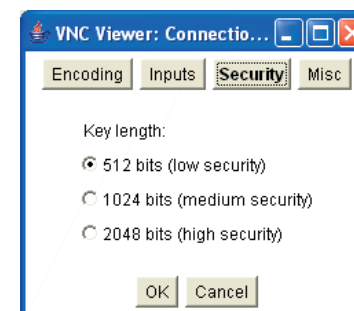 VNC Viewer: Connectio...
Encoding Inputs Security Misc
Key length:
512 bits (low security)
1024 bits (medium security)
2048 bits (high security)
OK Cancel